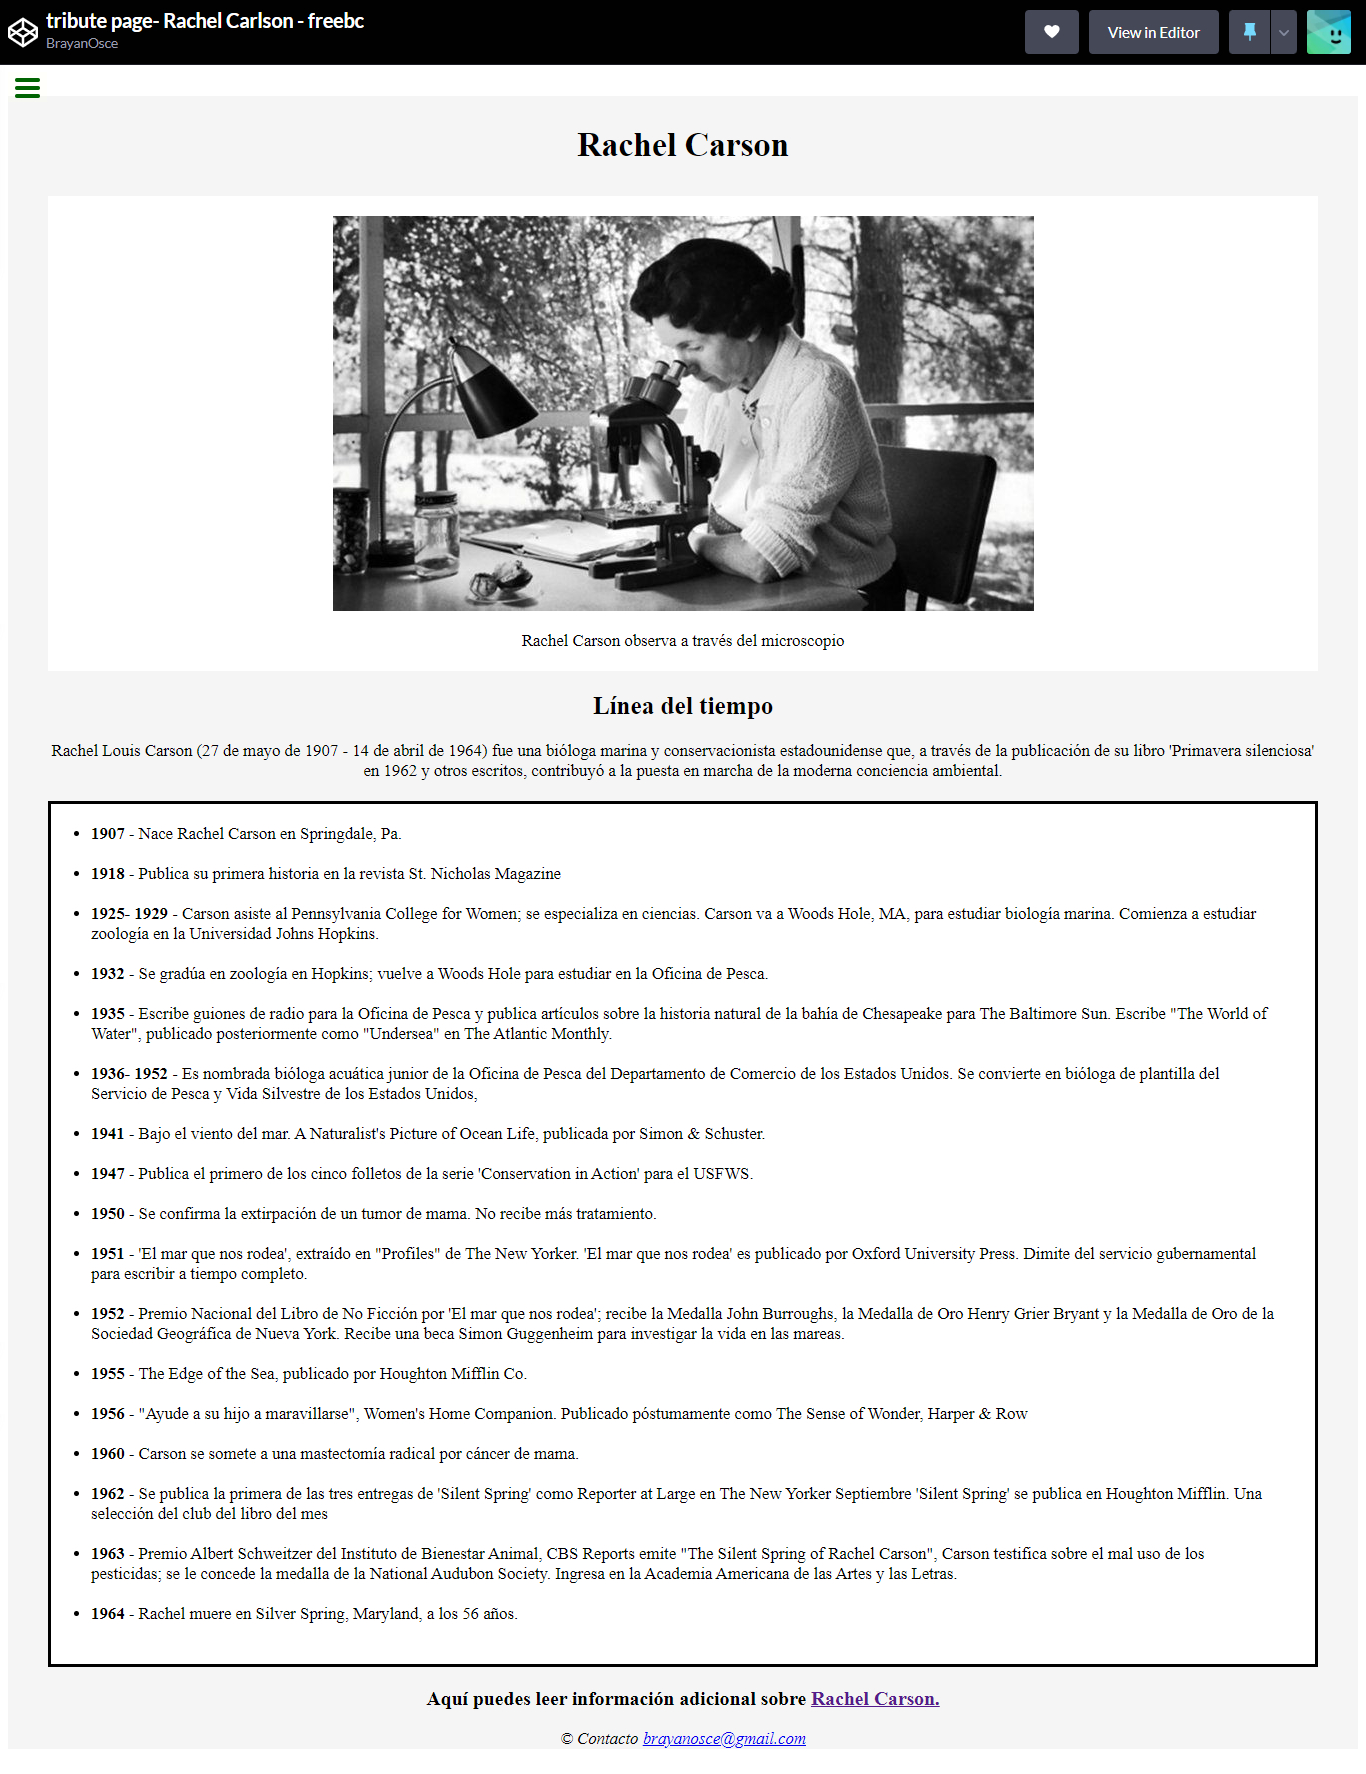 tribute page- Rachel Carlson - freebc
BrayanOsce
View in Editor
Rachel Carson
Rachel Carson observa a través del microscopio
Línea del tiempo
Rachel Louis Carson (27 de mayo de 1907 - 14 de abril de 1964) fue una bióloga marina y conservacionista estadounidense que, a través de la publicación de su libro 'Primavera silenciosa'
en 1962 y otros escritos, contribuyó a la puesta en marcha de la moderna conciencia ambiental.
• 1907 - Nace Rachel Carson en Springdale, Pa.
• 1918 - Publica su primera historia en la revista St. Nicholas Magazine
• 1925- 1929 - Carson asiste al Pennsylvania College for Women; se especializa en ciencias. Carson va a Woods Hole, MA, para estudiar biología marina. Comienza a estudiar
zoología en la Universidad Johns Hopkins.
• 1932 - Se gradúa en zoología en Hopkins; vuelve a Woods Hole para estudiar en la Oficina de Pesca.
• 1935 - Escribe guiones de radio para la Oficina de Pesca y publica artículos sobre la historia natural de la bahía de Chesapeake para The Baltimore Sun. Escribe "The World of
Water", publicado posteriormente como "Undersea" en The Atlantic Monthly.
• 1936- 1952 - Es nombrada bióloga acuática junior de la Oficina de Pesca del Departamento de Comercio de los Estados Unidos. Se convierte en bióloga de plantilla del
Servicio de Pesca y Vida Silvestre de los Estados Unidos,
• 1941 - Bajo el viento del mar. A Naturalist's Picture of Ocean Life, publicada por Simon & Schuster.
• 1947 - Publica el primero de los cinco folletos de la serie 'Conservation in Action' para el USFWS.
• 1950 - Se confirma la extirpación de un tumor de mama. No recibe más tratamiento.
• 1951 - 'El mar que nos rodea', extraído en "Profiles" de The New Yorker. 'El mar que nos rodea' es publicado por Oxford University Press. Dimite del servicio gubernamental
para escribir a tiempo completo.
• 1952 - Premio Nacional del Libro de No Ficción por 'El mar que nos rodea'; recibe la Medalla John Burroughs, la Medalla de Oro Henry Grier Bryant y la Medalla de Oro de la
Sociedad Geográfica de Nueva York. Recibe una beca Simon Guggenheim para investigar la vida en las mareas.
• 1955 - The Edge of the Sea, publicado por Houghton Mifflin Co.
• 1956 - "Ayude a su hijo a maravillarse", Women's Home Companion. Publicado póstumamente como The Sense of Wonder, Harper & Row
• 1960 - Carson se somete a una mastectomía radical por cáncer de mama.
• 1962 - Se publica la primera de las tres entregas de 'Silent Spring' como Reporter at Large en The New Yorker Septiembre 'Silent Spring' se publica en Houghton Mifflin. Una
selección del club del libro del mes
• 1963 - Premio Albert Schweitzer del Instituto de Bienestar Animal, CBS Reports emite "The Silent Spring of Rachel Carson", Carson testifica sobre el mal uso de los
pesticidas; se le concede la medalla de la National Audubon Society. Ingresa en la Academia Americana de las Artes y las Letras.
• 1964 - Rachel muere en Silver Spring, Maryland, a los 56 años.
Aquí puedes leer información adicional sobre Rachel Carson.
© Contacto brayanosce@gmail.com